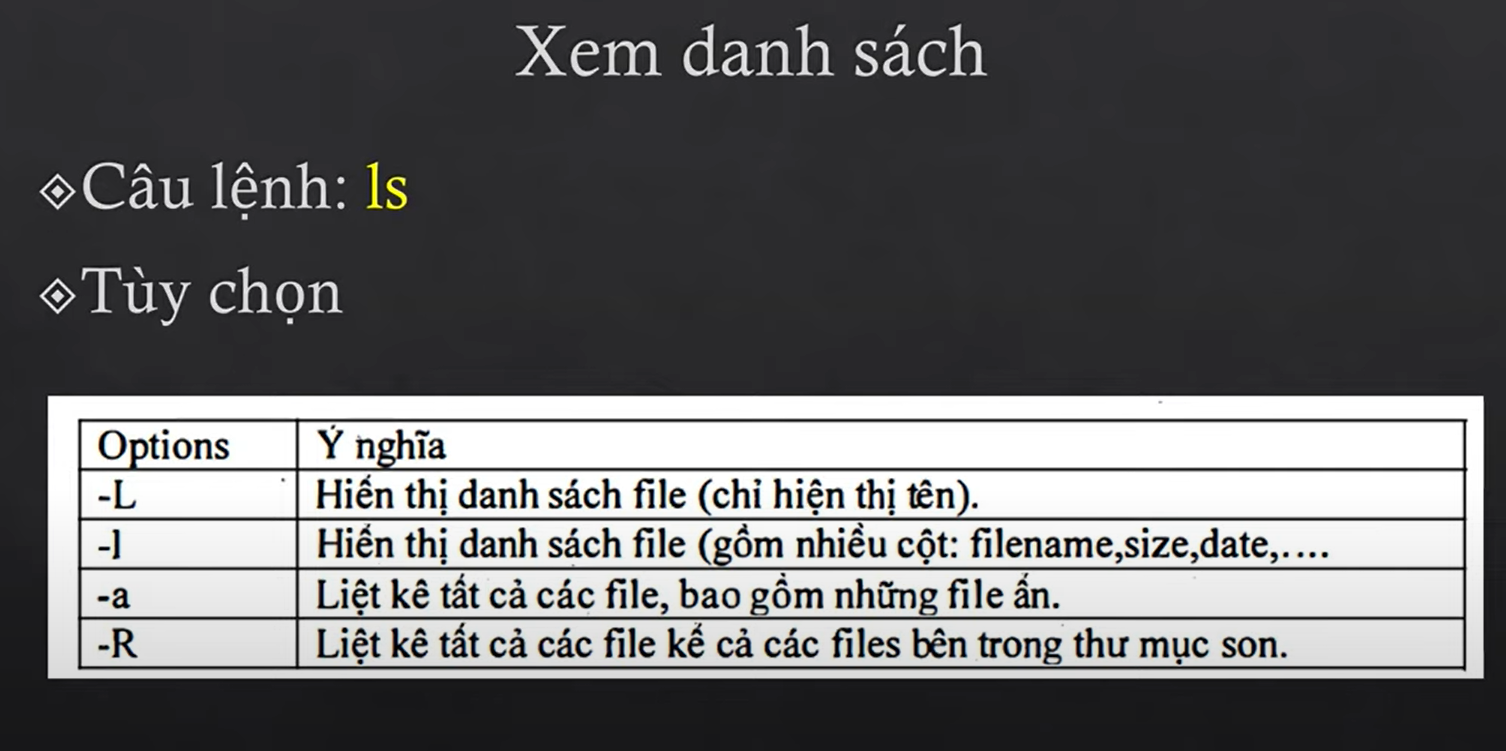 Xem danh sách
Câu lệnh: ls
Tùy chọn
Options Ý nghĩa
-L Hiển thị danh sách file (chỉ hiện thị tên).
-l Hiển thị danh sách file (gồm nhiều cột: filename,size,date,....
-a Liệt kê tất cả các file, bao gồm những file ẩn.
-R Liệt kê tất cả các file kể cả các files bên trong thư mục son.